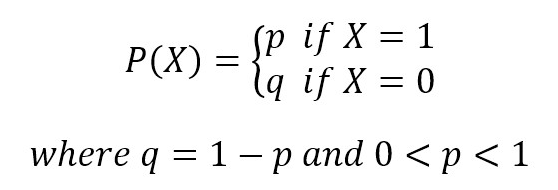 P(X) = {p if X = 1
q if X = 0
where q = 1 − p and 0 < p < 1